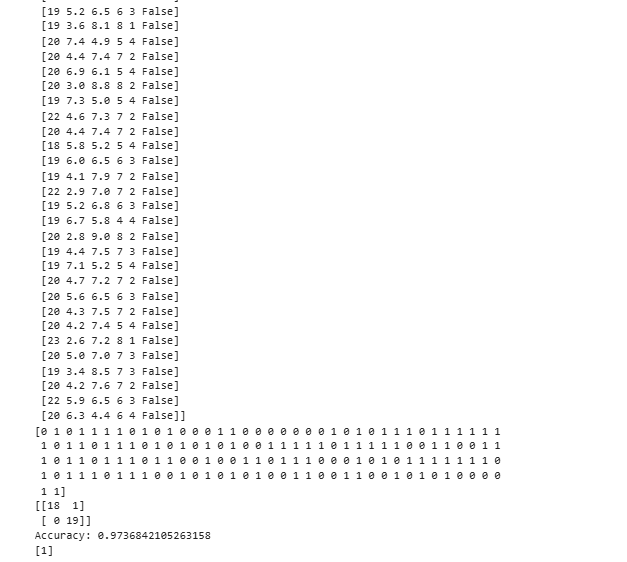 [19 5.2 6.5 6 3 False]
[19 3.6 8.1 8 1 False]
[20 7.4 4.9 5 4 False]
[20 4.4 7.4 7 2 False]
[20 6.9 6.1 5 4 False]
[20 3.0 8.8 8 2 False]
[19 7.3 5.0 5 4 False]
[22 4.6 7.3 7 2 False]
[20 4.4 7.4 7 2 False]
[18 5.8 5.2 5 4 False]
[19 6.0 6.5 6 3 False]
[19 4.1 7.9 7 2 False]
[22 2.9 7.0 7 2 False]
[19 5.2 6.8 6 3 False]
[19 6.7 5.8 4 4 False]
[20 2.8 9.0 8 2 False]
[19 4.4 7.5 7 3 False]
[19 7.1 5.2 5 4 False]
[20 4.7 7.2 7 2 False]
[20 5.6 6.5 6 3 False]
[20 4.3 7.5 7 2 False]
[20 4.2 7.4 5 4 False]
[23 2.6 7.2 8 1 False]
[20 5.0 7.0 7 3 False]
[19 3.4 8.5 7 3 False]
[20 4.2 7.6 7 2 False]
[22 5.9 6.5 6 3 False]
[20 6.3 4.4 6 4 False]]
[0 1 0 1 1 1 1 0 1 0 1 0 0 0 1 1 0 0 0 0 0 0 0 1 0 1 0 1 1 1 0 1 1 1 1 1 1
1 0 1 1 0 1 1 1 0 1 0 1 0 1 0 1 0 0 1 1 1 1 1 0 1 1 1 1 1 0 0 1 1 0 0 1 1
1 0 1 1 0 1 1 1 0 1 1 0 0 1 0 0 1 1 0 1 1 1 0 0 0 1 0 1 0 1 1 1 1 1 1 1 0
1 0 1 1 1 0 1 1 1 0 0 1 0 1 0 1 0 1 0 0 1 1 0 0 1 1 0 0 1 0 1 0 1 0 0 0 0
1 1]
[[18 1]
[ 0 19]]
Accuracy: 0.9736842105263158
[1]